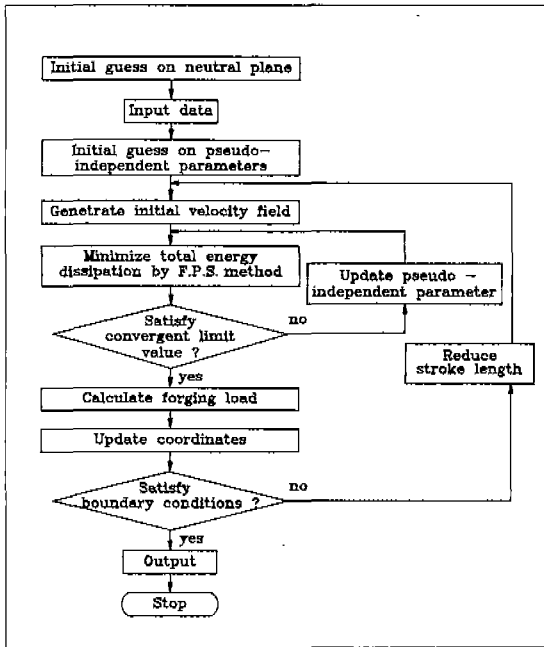 Initial guess on neutral plane
Input data
Initial guess on pseudo-
independent parameters
Genetrate initial velocity field
Minimize total energy
dissipation by F.P.S. method
Update pseudo -
independent parameter
Satisfy
convergent limit
value ?
no
yes
Reduce
stroke length
Calculate forging load
Update coordinates
Satisfy
boundary conditions ?
no
yes
Output
Stop